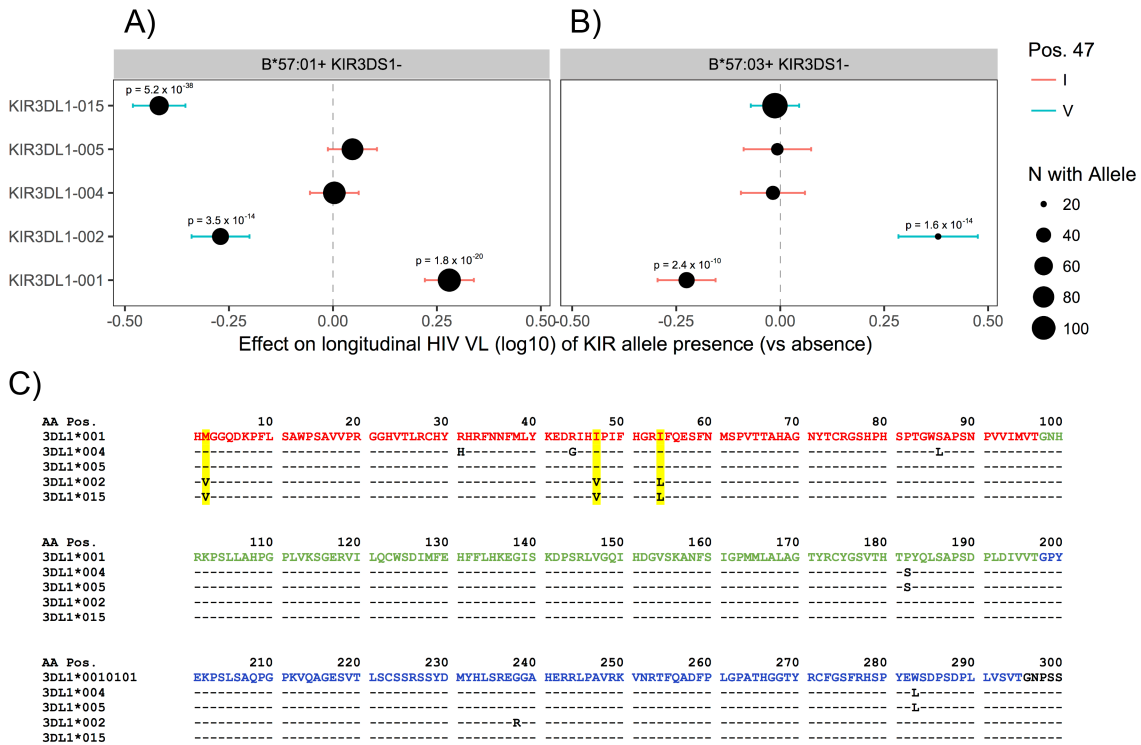 A)
B)
B*57:01+ KIR3DS1-
B*57:03+ KIR3DS1-
KIR3DL1-015
KIR3DL1-005
KIR3DL1-004
KIR3DL1-002
KIR3DL1-001
p = 5.2 x 10-38
p = 3.5 x 10-14
p = 1.8 x 10-20
p = 1.6 x 10-14
p = 2.4 x 10-10
-0.50 -0.25 0.00 0.25 0.50
-0.50 -0.25 0.00 0.25 0.50
Effect on longitudinal HIV VL (log10) of KIR allele presence (vs absence)
Pos. 47
I
V
N with Allele
20
40
60
80
100
C)
AA Pos. 10 20 30 40 50 60 70 80 90 100
3DL1*001 HMGGQDKPFL SAWPSAVVPR GGHVTLRCHY RHRFNNFMLY KEDRIHIPIF HGRIFQESFN MSPVTTAHAG NYTCRGSHPH SPTGWSAPSN PVVIMVTGNH
3DL1*004 ---------- ---------- ---------- H--------- ---G------ ---------- ---------- ---------- -----L---- ----------
3DL1*005 ---------- ---------- ---------- ---------- ---------- ---------- ---------- ---------- ---------- ----------
3DL1*002 -V-------- ---------- ---------- ---------- ------V--- ---L------ ---------- ---------- ---------- ----------
3DL1*015 -V-------- ---------- ---------- ---------- ------V--- ---L------ ---------- ---------- ---------- ----------
AA Pos. 110 120 130 140 150 160 170 180 190 200
3DL1*001 RKPSLLAHPG PLVKSGERVI LQCWSDIMFE HFFLHKEGIS KDPSRLVGQI HDGVSKANFS IGPMMLALAG TYRCYGSVTH TPYQLSAPSD PLDIVVTGPY
3DL1*004 ---------- ---------- ---------- ---------- ---------- ---------- ---------- ---------- -S-------- ----------
3DL1*005 ---------- ---------- ---------- ---------- ---------- ---------- ---------- ---------- -S-------- ----------
3DL1*002 ---------- ---------- ---------- ---------- ---------- ---------- ---------- ---------- ---------- ----------
3DL1*015 ---------- ---------- ---------- ---------- ---------- ---------- ---------- ---------- ---------- ----------
AA Pos. 210 220 230 240 250 260 270 280 290 300
3DL1*0010101 EKPSLSAQPG PKVQAGESVT LSCSSRSSYD MYHLSREGGA HERRLPAVRK VNRTFQADFP LGPATHGGTY RCFGSFRHSP YEWSDPSDPL LVSVTGNPSS
3DL1*004 ---------- ---------- ---------- ---------- ---------- ---------- ---------- ---------- --L------- ----------
3DL1*005 ---------- ---------- ---------- ---------- ---------- ---------- ---------- ---------- --L------- ----------
3DL1*002 ---------- ---------- ---------- -------R-- ---------- ---------- ---------- ---------- ---------- ----------
3DL1*015 ---------- ---------- ---------- ---------- ---------- ---------- ---------- ---------- ---------- ----------